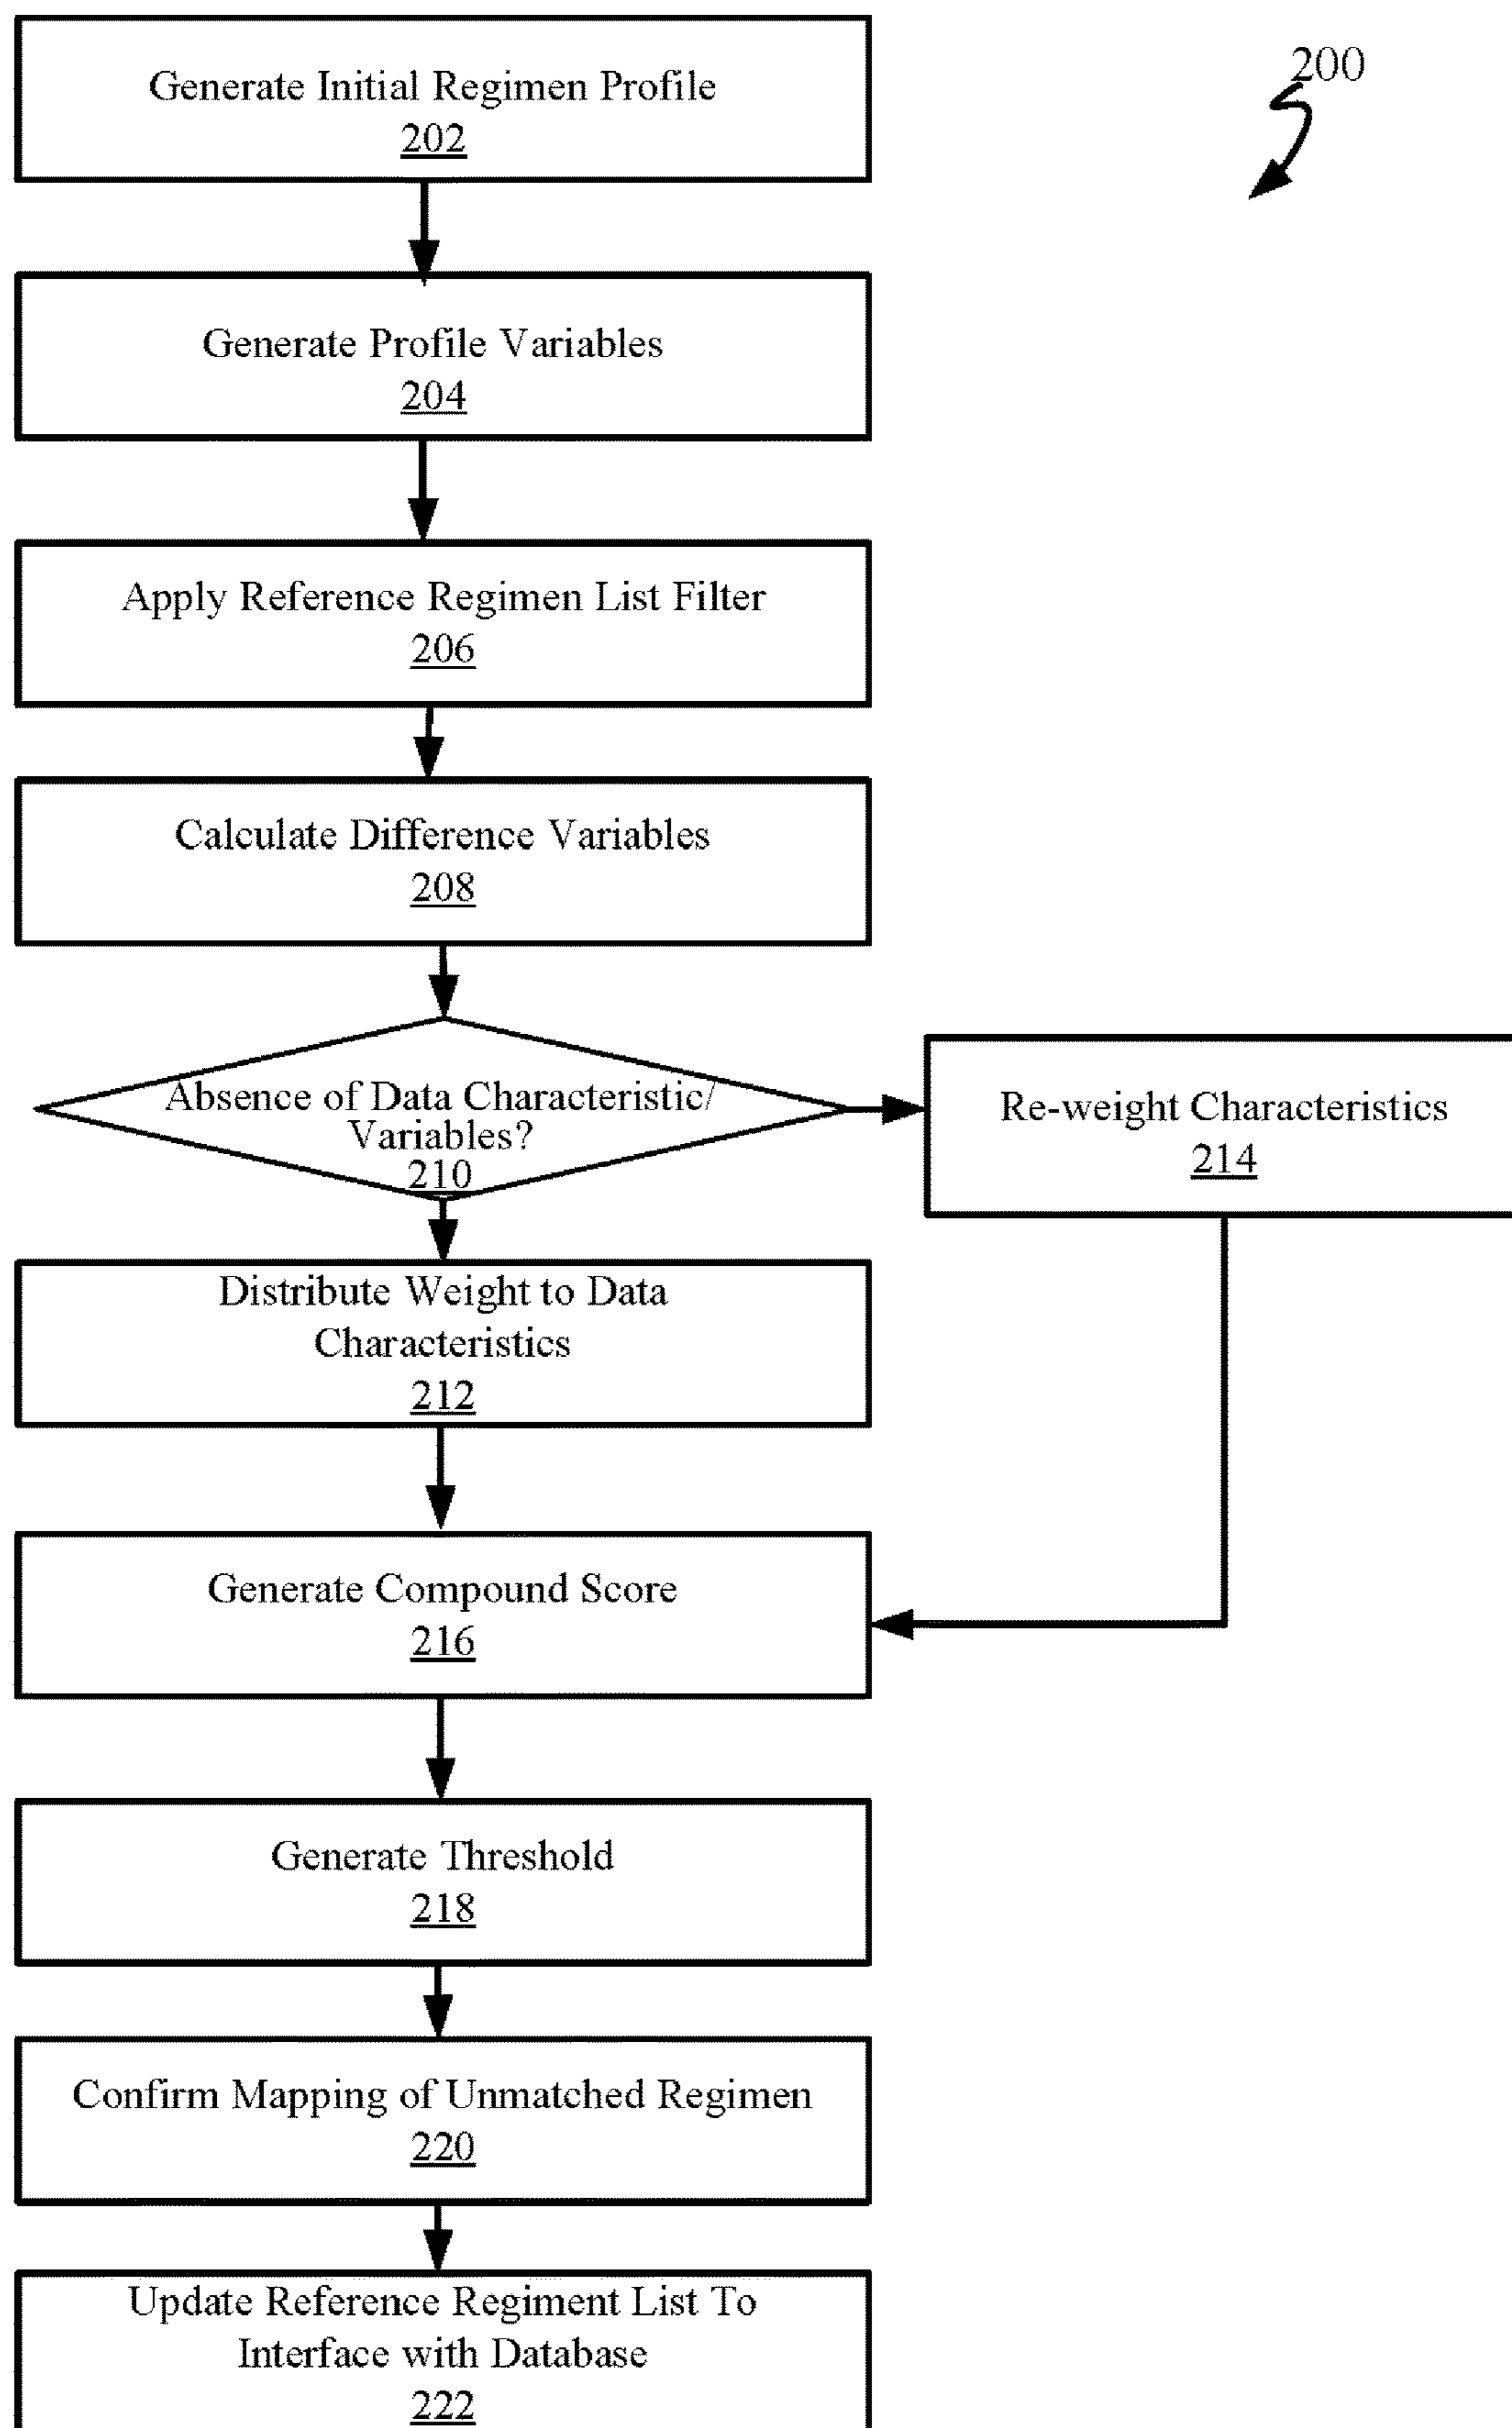 200
Generate Initial Regimen Profile
202
Generate Profile Variables
204
Apply Reference Regimen List Filter
206
Calculate Difference Variables
208
Absence of Data Characteristic/
Variables?
210
Re-weight Characteristics
214
Distribute Weight to Data
Characteristics
212
Generate Compound Score
216
Generate Threshold
218
Confirm Mapping of Unmatched Regimen
220
Update Reference Regiment List To
Interface with Database
222